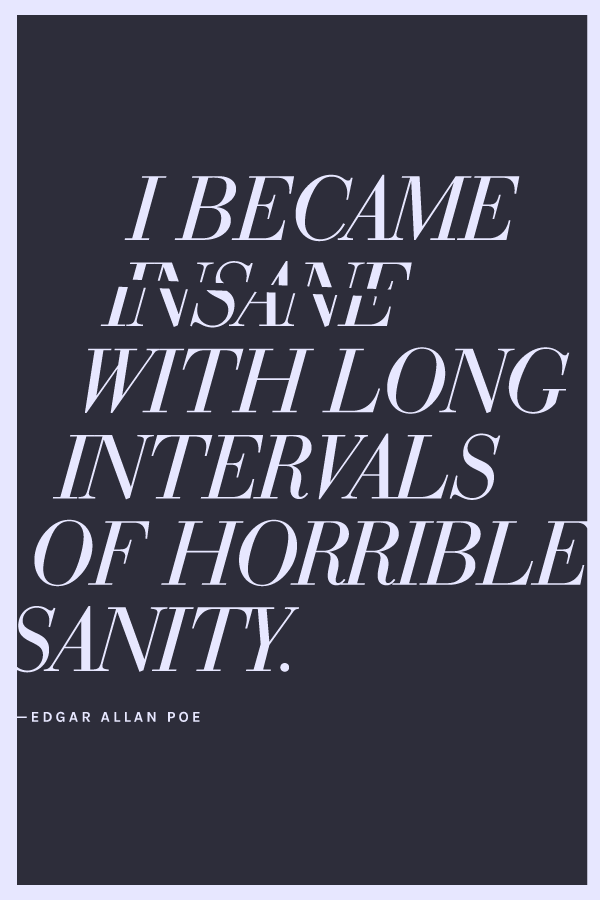 I BECAME
INSANE
WITH LONG
INTERVALS
OF HORRIBLE
SANITY.
—EDGAR ALLAN POE